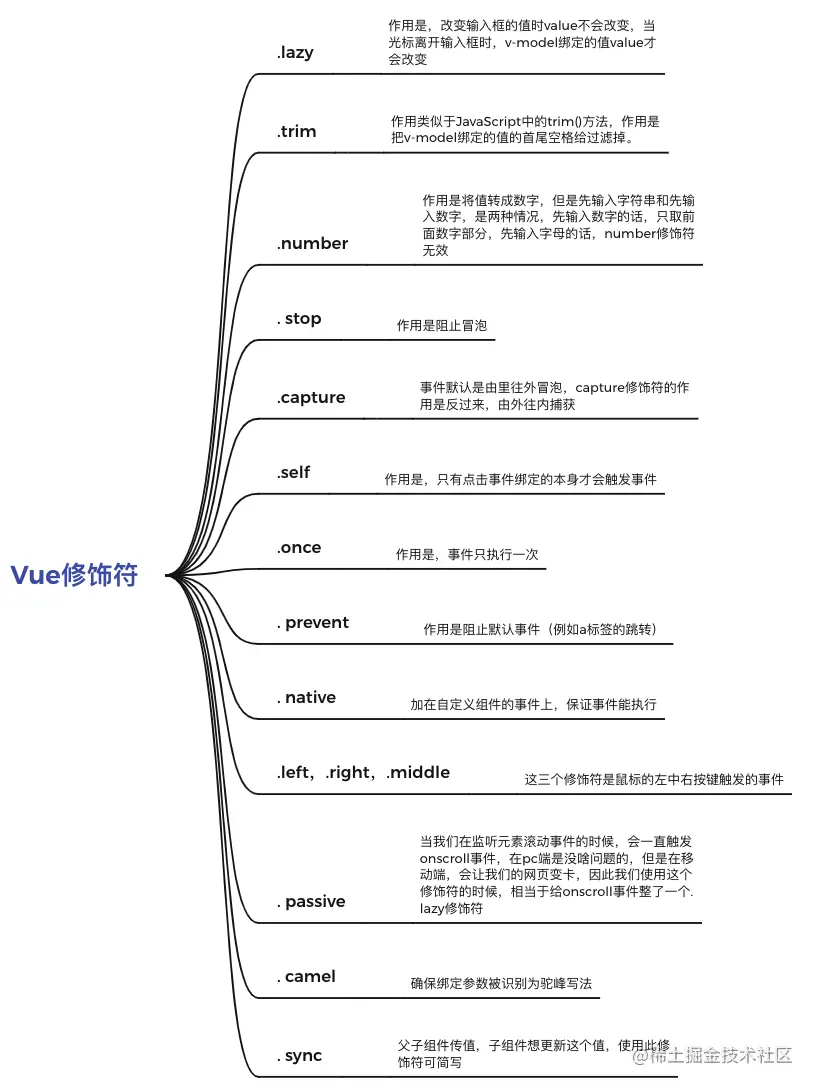 作用是，改变输入框的值时value不会改变，当
光标离开输入框时，v-model绑定的值value才
会改变
.lazy
作用类似于JavaScript中的trim()方法，作用是
把v-model绑定的值的首尾空格给过滤掉。
.trim
作用是将值转成数字，但是先输入字符串和先输
入数字，是两种情况，先输入数字的话，只取前
面数字部分，先输入字母的话，number修饰符
无效
.number
. stop
作用是阻止冒泡
事件默认是由里往外冒泡，capture修饰符的作
用是反过来，由外往内捕获
.capture
.self
作用是，只有点击事件绑定的本身才会触发事件
.once
作用是，事件只执行一次
Vue修饰符
. prevent
作用是阻止默认事件（例如a标签的跳转）
. native
加在自定义组件的事件上，保证事件能执行
.left，.right，.middle
这三个修饰符是鼠标的左中右按键触发的事件
当我们在监听元素滚动事件的时候，会一直触发
onscroll事件，在pc端是没啥问题的，但是在移
动端，会让我们的网页变卡，因此我们使用这个
修饰符的时候，相当于给onscroll事件整了一个.
lazy修饰符
. passive
. camel
确保绑定参数被识别为驼峰写法
父子组件传值，子组件想更新这个值，使用此修
饰符可简写
. sync
@稀土掘金技术社区